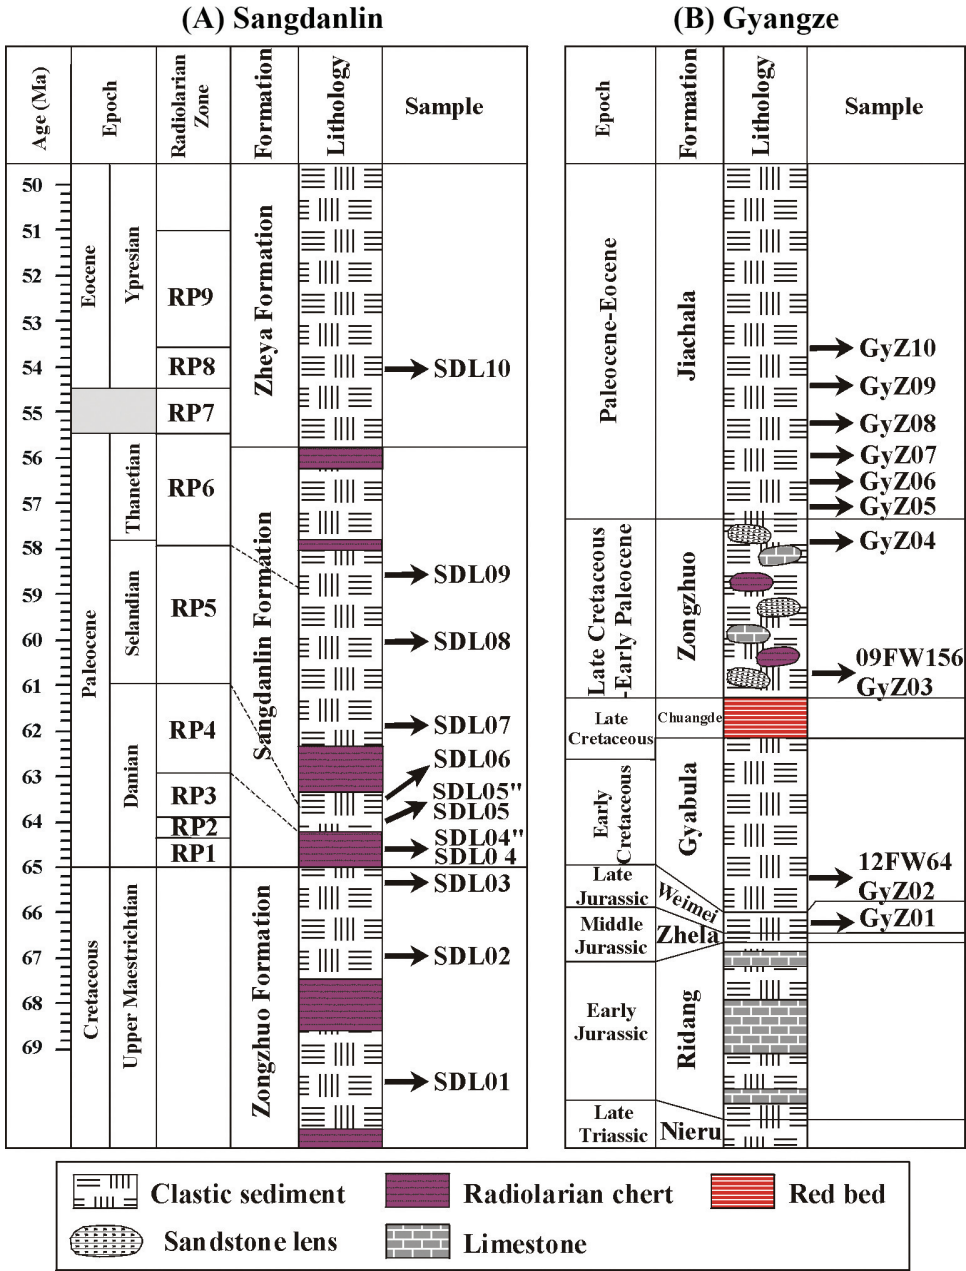 (A) Sangdanlin
Age (Ma)
Epoch
Radiolarian
Zone
Formation
Lithology
Sample
50
51
52
53
54
55
56
57
58
59
60
61
62
63
64
65
66
67
68
69
Eocene
Paleocene
Cretaceous
Ypresian
Thanetian
Selandian
Danian
Upper Maestrichtian
RP9
RP8
RP7
RP6
RP5
RP4
RP3
RP2
RP1
Zheya Formation
Sangdanlin Formation
Zongzhuo Formation
SDL10
SDL09
SDL08
SDL07
SDL06
SDL05"
SDL05
SDL04"
SDL0 4
SDL03
SDL02
SDL01
(B) Gyangze
Epoch
Formation
Lithology
Sample
Paleocene-Eocene
Late Cretaceous
-Early Paleocene
Late
Cretaceous
Early
Cretaceous
Late
Jurassic
Middle
Jurassic
Early
Jurassic
Late
Triassic
Jiachala
Zongzhuo
Chuangde
Gyabula
Weimei
Zhela
Ridang
Nieru
GyZ10
GyZ09
GyZ08
GyZ07
GyZ06
GyZ05
GyZ04
09FW156
GyZ03
12FW64
GyZ02
GyZ01
Clastic sediment
Radiolarian chert
Red bed
Sandstone lens
Limestone